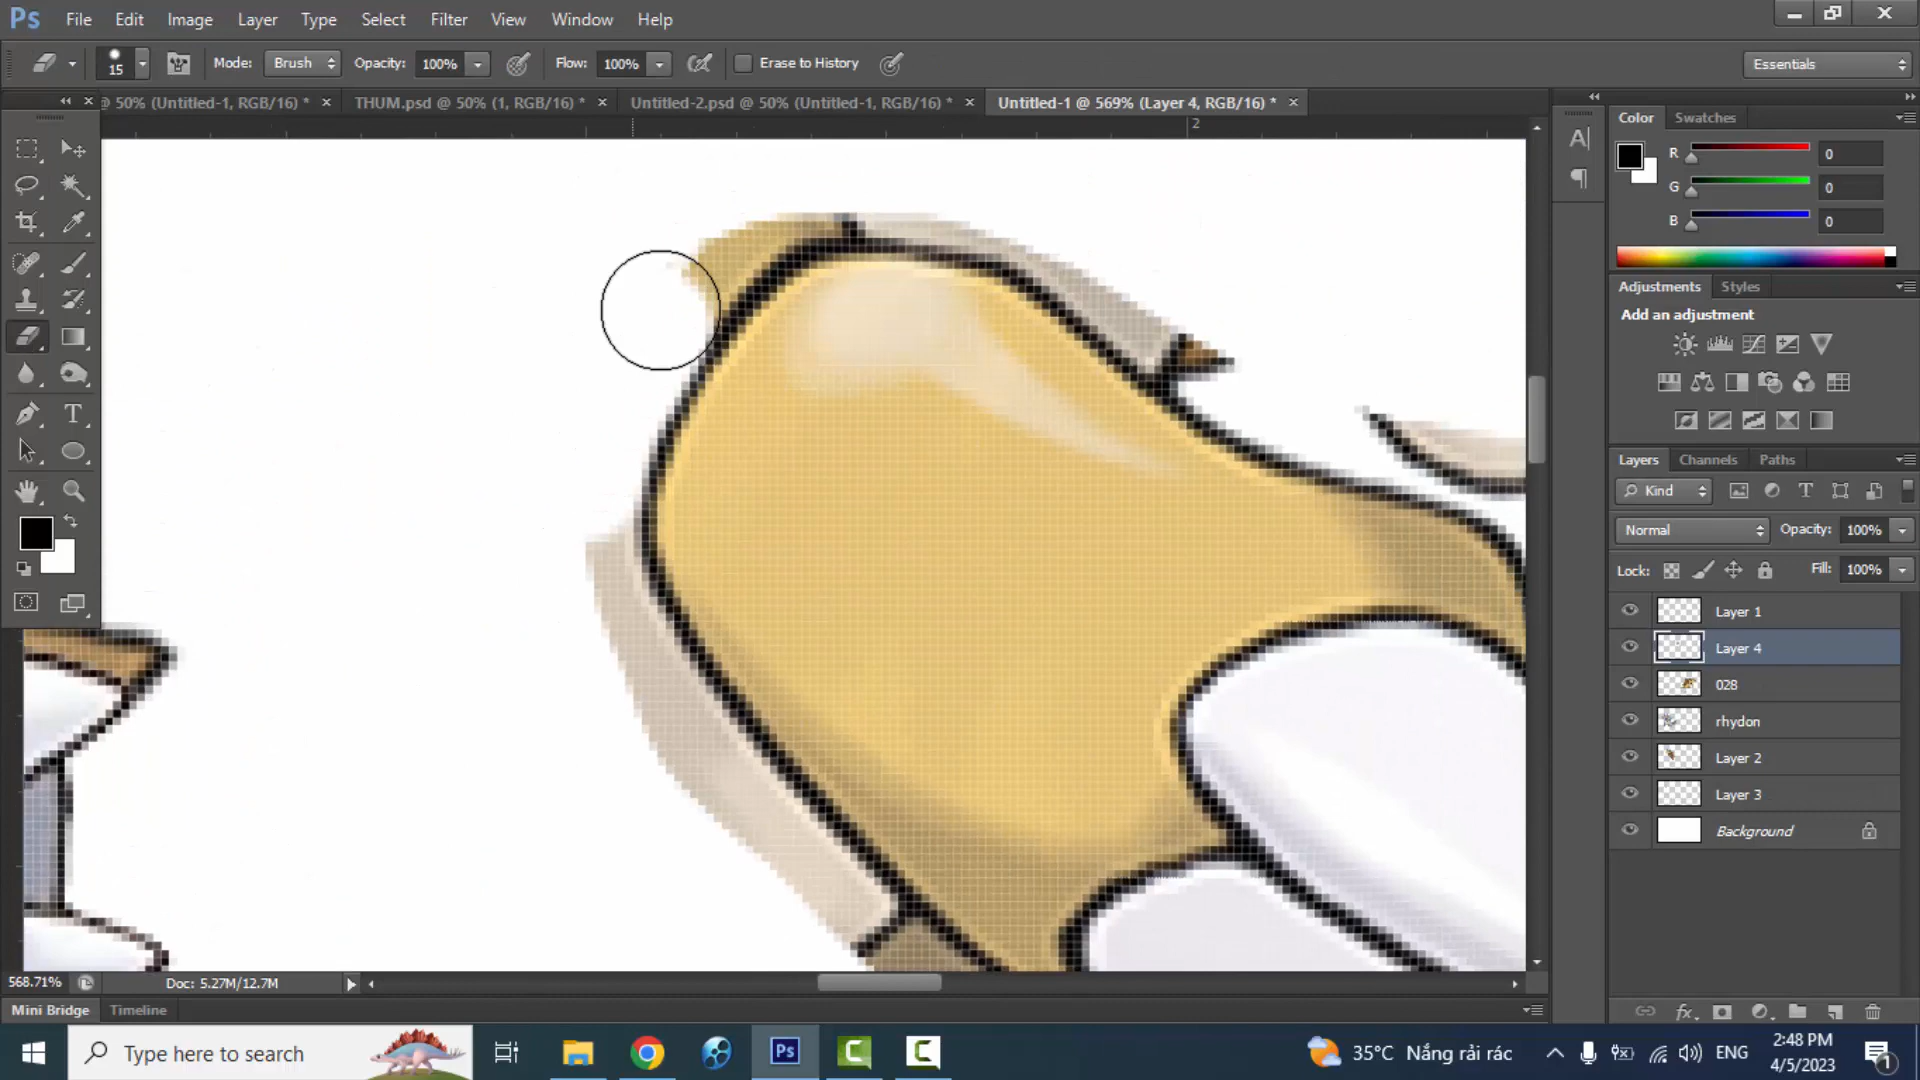 Ps File Edit Image Layer Type Select Filter View Window Help
15 Mode: Brush Opacity: 100% Flow: 100% Erase to History Essentials
@ 50% (Untitled-1, RGB/16) * THUM.psd @ 50% (1, RGB/16) * Untitled-2.psd @ 50% (Untitled-1, RGB/16) * Untitled-1 @ 569% (Layer 4, RGB/16) *
2
Color Swatches
R 0
G 0
B 0
Adjustments Styles
Add an adjustment
Layers Channels Paths
Kind
Normal Opacity: 100%
Lock: Fill: 100%
Layer 1
Layer 4
028
rhydon
Layer 2
Layer 3
Background
568.71% Doc: 5.27M/12.7M
Mini Bridge Timeline
Type here to search Ps 35°C Nắng rải rác ENG 2:48 PM
4/5/2023 1